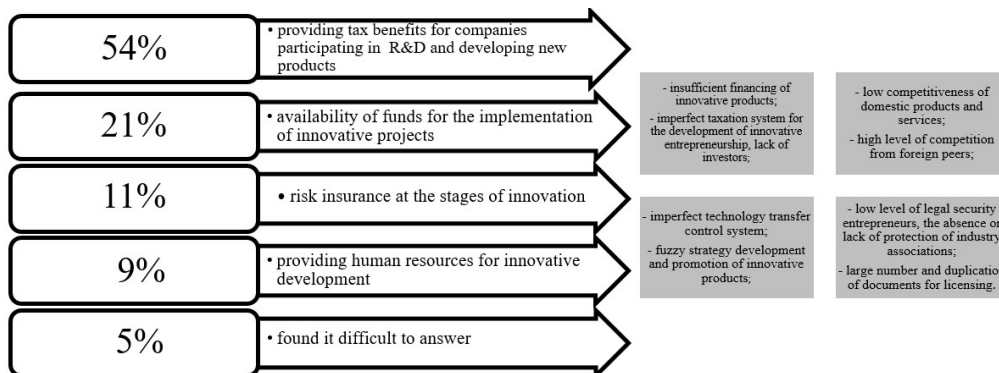 54%
• providing tax benefits for companies
participating in R&D and developing new
products
21%
• availability of funds for the implementation
of innovative projects
11%
• risk insurance at the stages of innovation
9%
• providing human resources for innovative
development
5%
• found it difficult to answer
- insufficient financing of
innovative products;
- imperfect taxation system for
the development of innovative
entrepreneurship, lack of
investors;
- low competitiveness of
domestic products and
services;
- high level of competition
from foreign peers;
- imperfect technology transfer
control system;
- fuzzy strategy development
and promotion of innovative
products;
- low level of legal security
entrepreneurs, the absence or
lack of protection of industry
associations;
- large number and duplication
of documents for licensing.